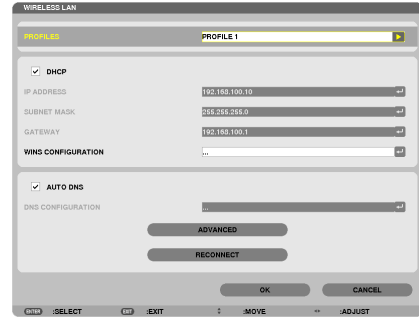 WIRELESS LAN
PROFILES PROFILE 1
DHCP
IP ADDRESS 192.168.100.10
SUBNET MASK 255.255.255.0
GATEWAY 192.168.100.1
WINS CONFIGURATION ...
AUTO DNS
DNS CONFIGURATION ...
ADVANCED
RECONNECT
OK CANCEL
ENTER :SELECT EXIT :EXIT :MOVE :ADJUST